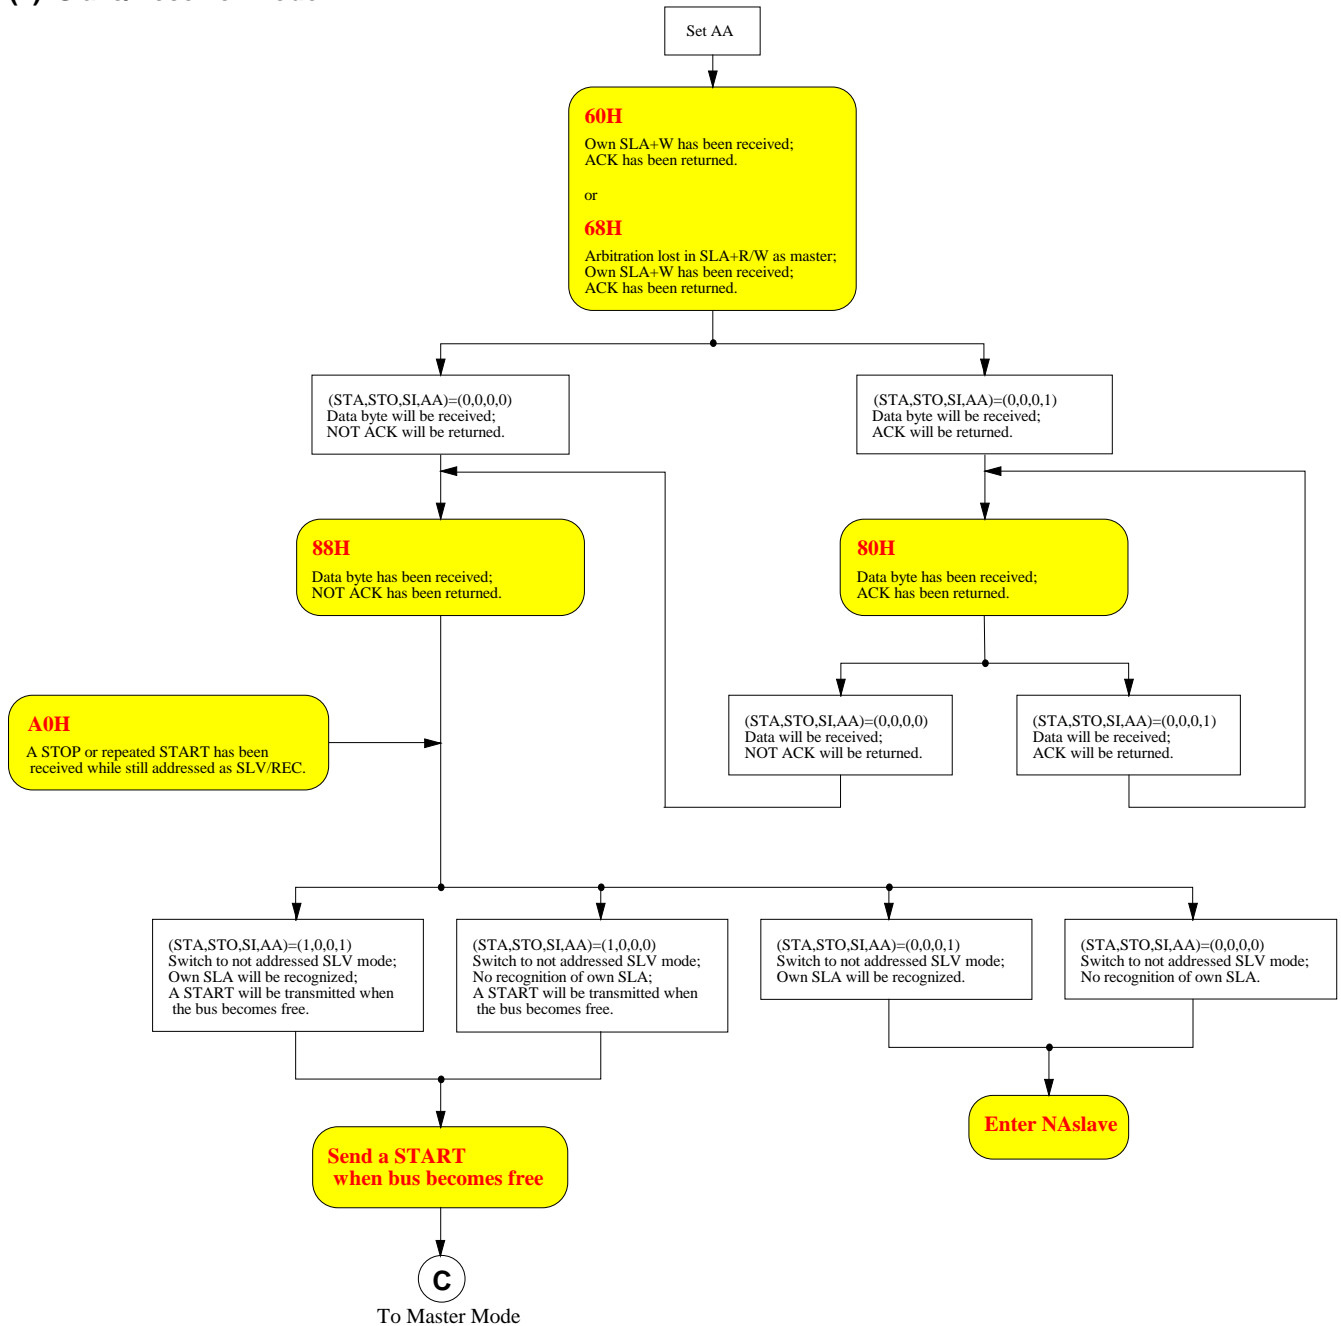 Set AA
60H
Own SLA+W has been received;
ACK has been returned.
or
68H
Arbitration lost in SLA+R/W as master;
Own SLA+W has been received;
ACK has been returned.
(STA,STO,SI,AA)=(0,0,0,0)
Data byte will be received;
NOT ACK will be returned.
(STA,STO,SI,AA)=(0,0,0,1)
Data byte will be received;
ACK will be returned.
88H
Data byte has been received;
NOT ACK has been returned.
80H
Data byte has been received;
ACK has been returned.
A0H
A STOP or repeated START has been
received while still addressed as SLV/REC.
(STA,STO,SI,AA)=(0,0,0,0)
Data will be received;
NOT ACK will be returned.
(STA,STO,SI,AA)=(0,0,0,1)
Data will be received;
ACK will be returned.
(STA,STO,SI,AA)=(1,0,0,1)
Switch to not addressed SLV mode;
Own SLA will be recognized;
A START will be transmitted when
the bus becomes free.
(STA,STO,SI,AA)=(1,0,0,0)
Switch to not addressed SLV mode;
No recognition of own SLA;
A START will be transmitted when
the bus becomes free.
(STA,STO,SI,AA)=(0,0,0,1)
Switch to not addressed SLV mode;
Own SLA will be recognized.
(STA,STO,SI,AA)=(0,0,0,0)
Switch to not addressed SLV mode;
No recognition of own SLA.
Enter NAslave
Send a START
when bus becomes free
C
To Master Mode